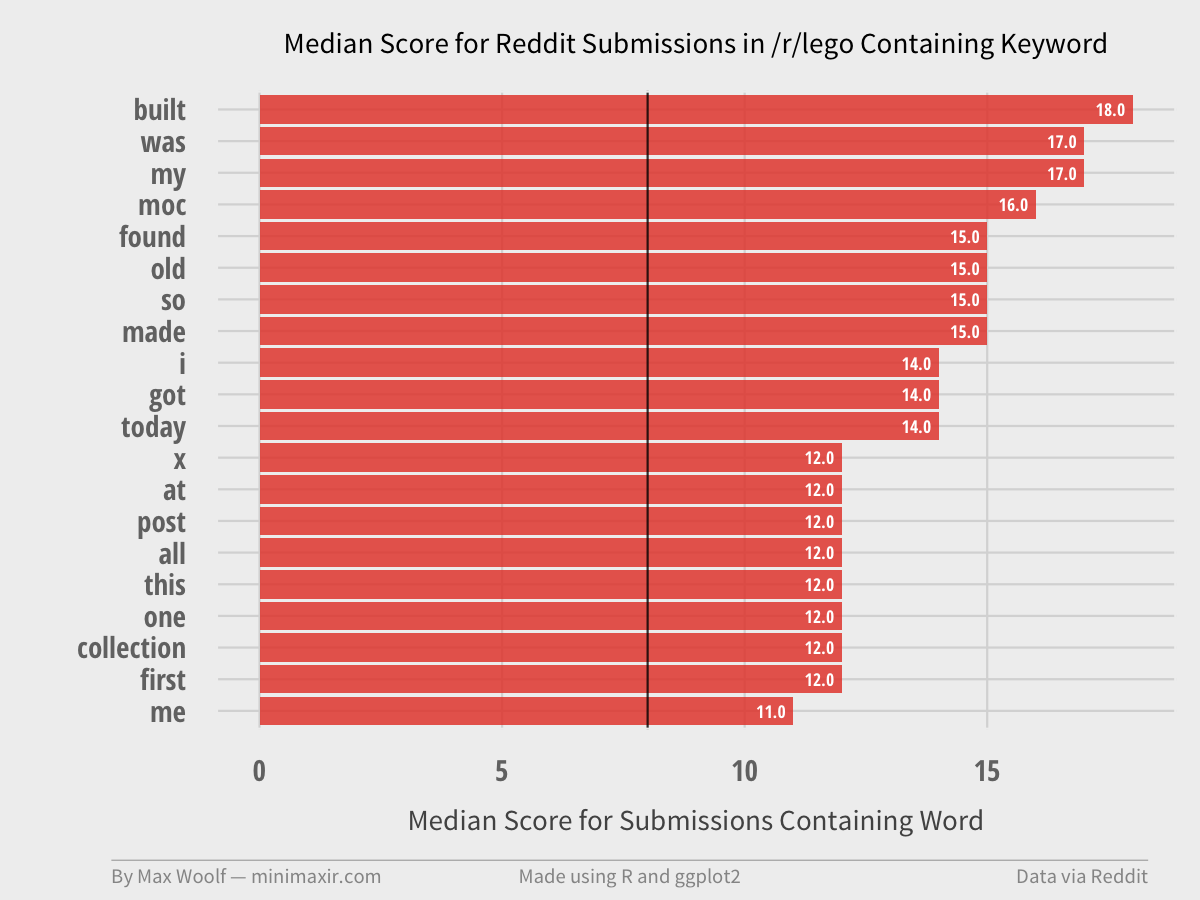 Median Score for Reddit Submissions in /r/lego Containing Keyword
built 18.0
was 17.0
my 17.0
moc 16.0
found 15.0
old 15.0
so 15.0
made 15.0
i 14.0
got 14.0
today 14.0
x 12.0
at 12.0
post 12.0
all 12.0
this 12.0
one 12.0
collection 12.0
first 12.0
me 11.0
0 5 10 15
Median Score for Submissions Containing Word
By Max Woolf — minimaxir.com Made using R and ggplot2 Data via Reddit